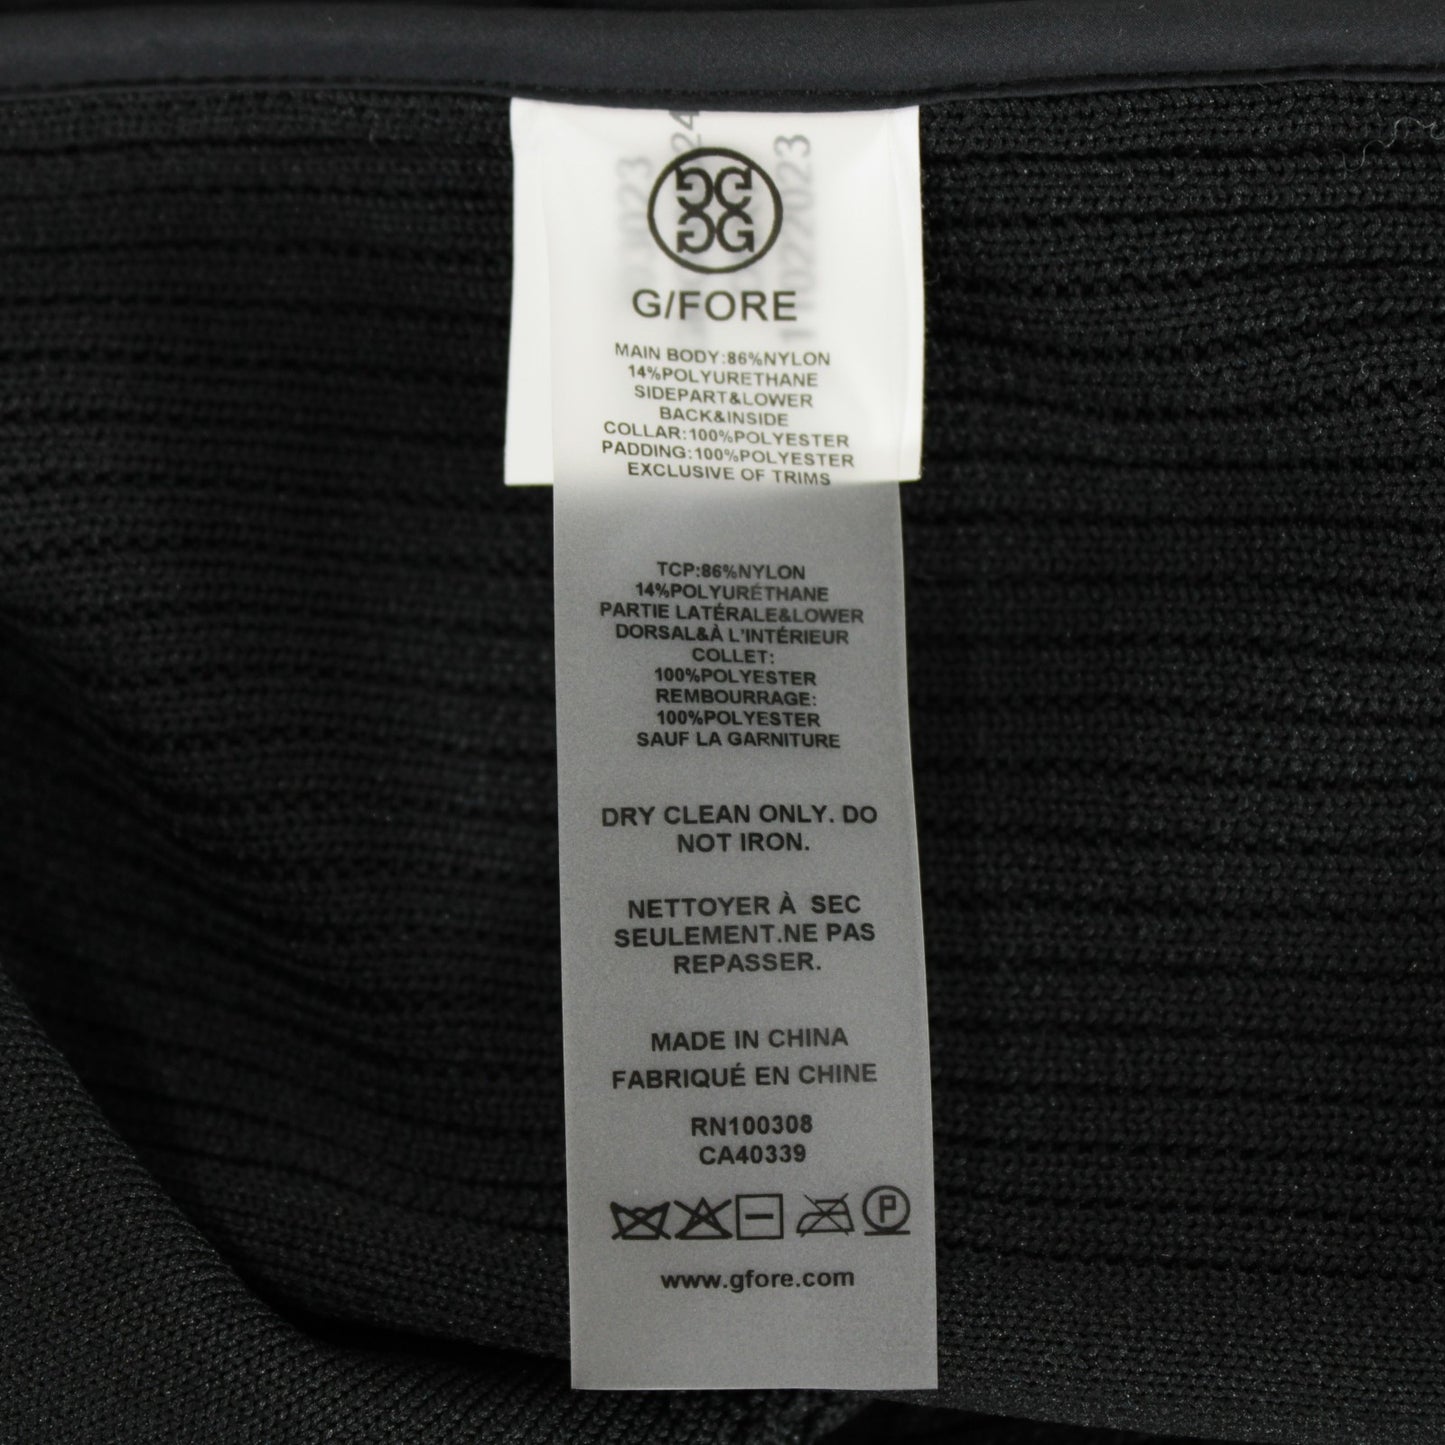 G/FORE
MAIN BODY:86%NYLON
14%POLYURETHANE
SIDEPART&LOWER
BACK&INSIDE
COLLAR:100%POLYESTER
PADDING:100%POLYESTER
EXCLUSIVE OF TRIMS
TCP:86%NYLON
14%POLYURÉTHANE
PARTIE LATÉRALE&LOWER
DORSAL&À L'INTÉRIEUR
COLLET:
100%POLYESTER
REMBOURRAGE:
100%POLYESTER
SAUF LA GARNITURE
DRY CLEAN ONLY. DO
NOT IRON.
NETTOYER À SEC
SEULEMENT.NE PAS
REPASSER.
MADE IN CHINA
FABRIQUÉ EN CHINE
RN100308
CA40339
P
www.gfore.com